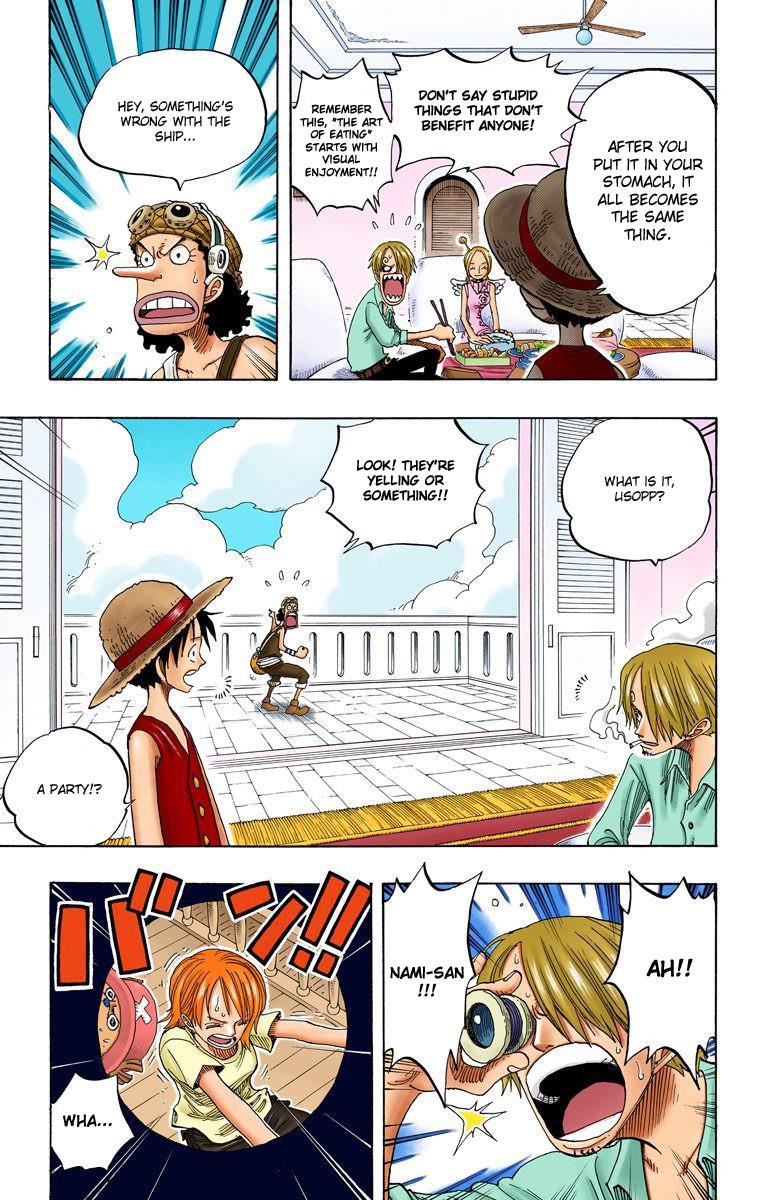 AFTER YOU
PUT IT IN YOUR
STOMACH, IT
ALL BECOMES
THE SAME
THING.
DON'T SAY STUPID
THINGS THAT DON'T
BENEFIT ANYONE!
REMEMBER
THIS, "THE ART
OF EATING"
STARTS WITH
VISUAL
ENJOYMENT!!
HEY, SOMETHING'S
WRONG WITH THE
SHIP...
WHAT IS IT,
USOPP?
LOOK! THEY'RE
YELLING OR
SOMETHING!!
A PARTY!?
AH!!
NAMI-SAN
!!!
バン!!
WHA...